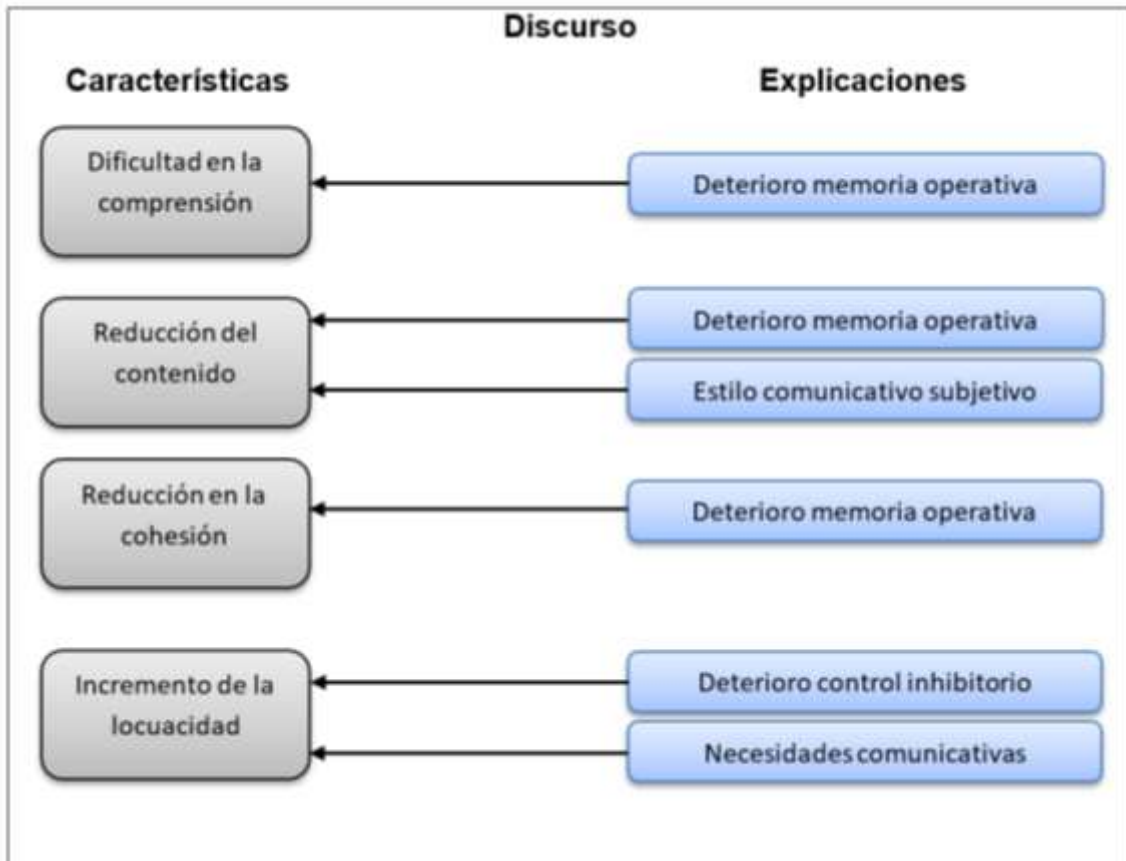 Discurso
Características
Explicaciones
Dificultad en la
comprensión
Deterioro memoria operativa
Reducción del
contenido
Deterioro memoria operativa
Estilo comunicativo subjetivo
Reducción en la
cohesión
Deterioro memoria operativa
Incremento de la
locuacidad
Deterioro control inhibitorio
Necesidades comunicativas